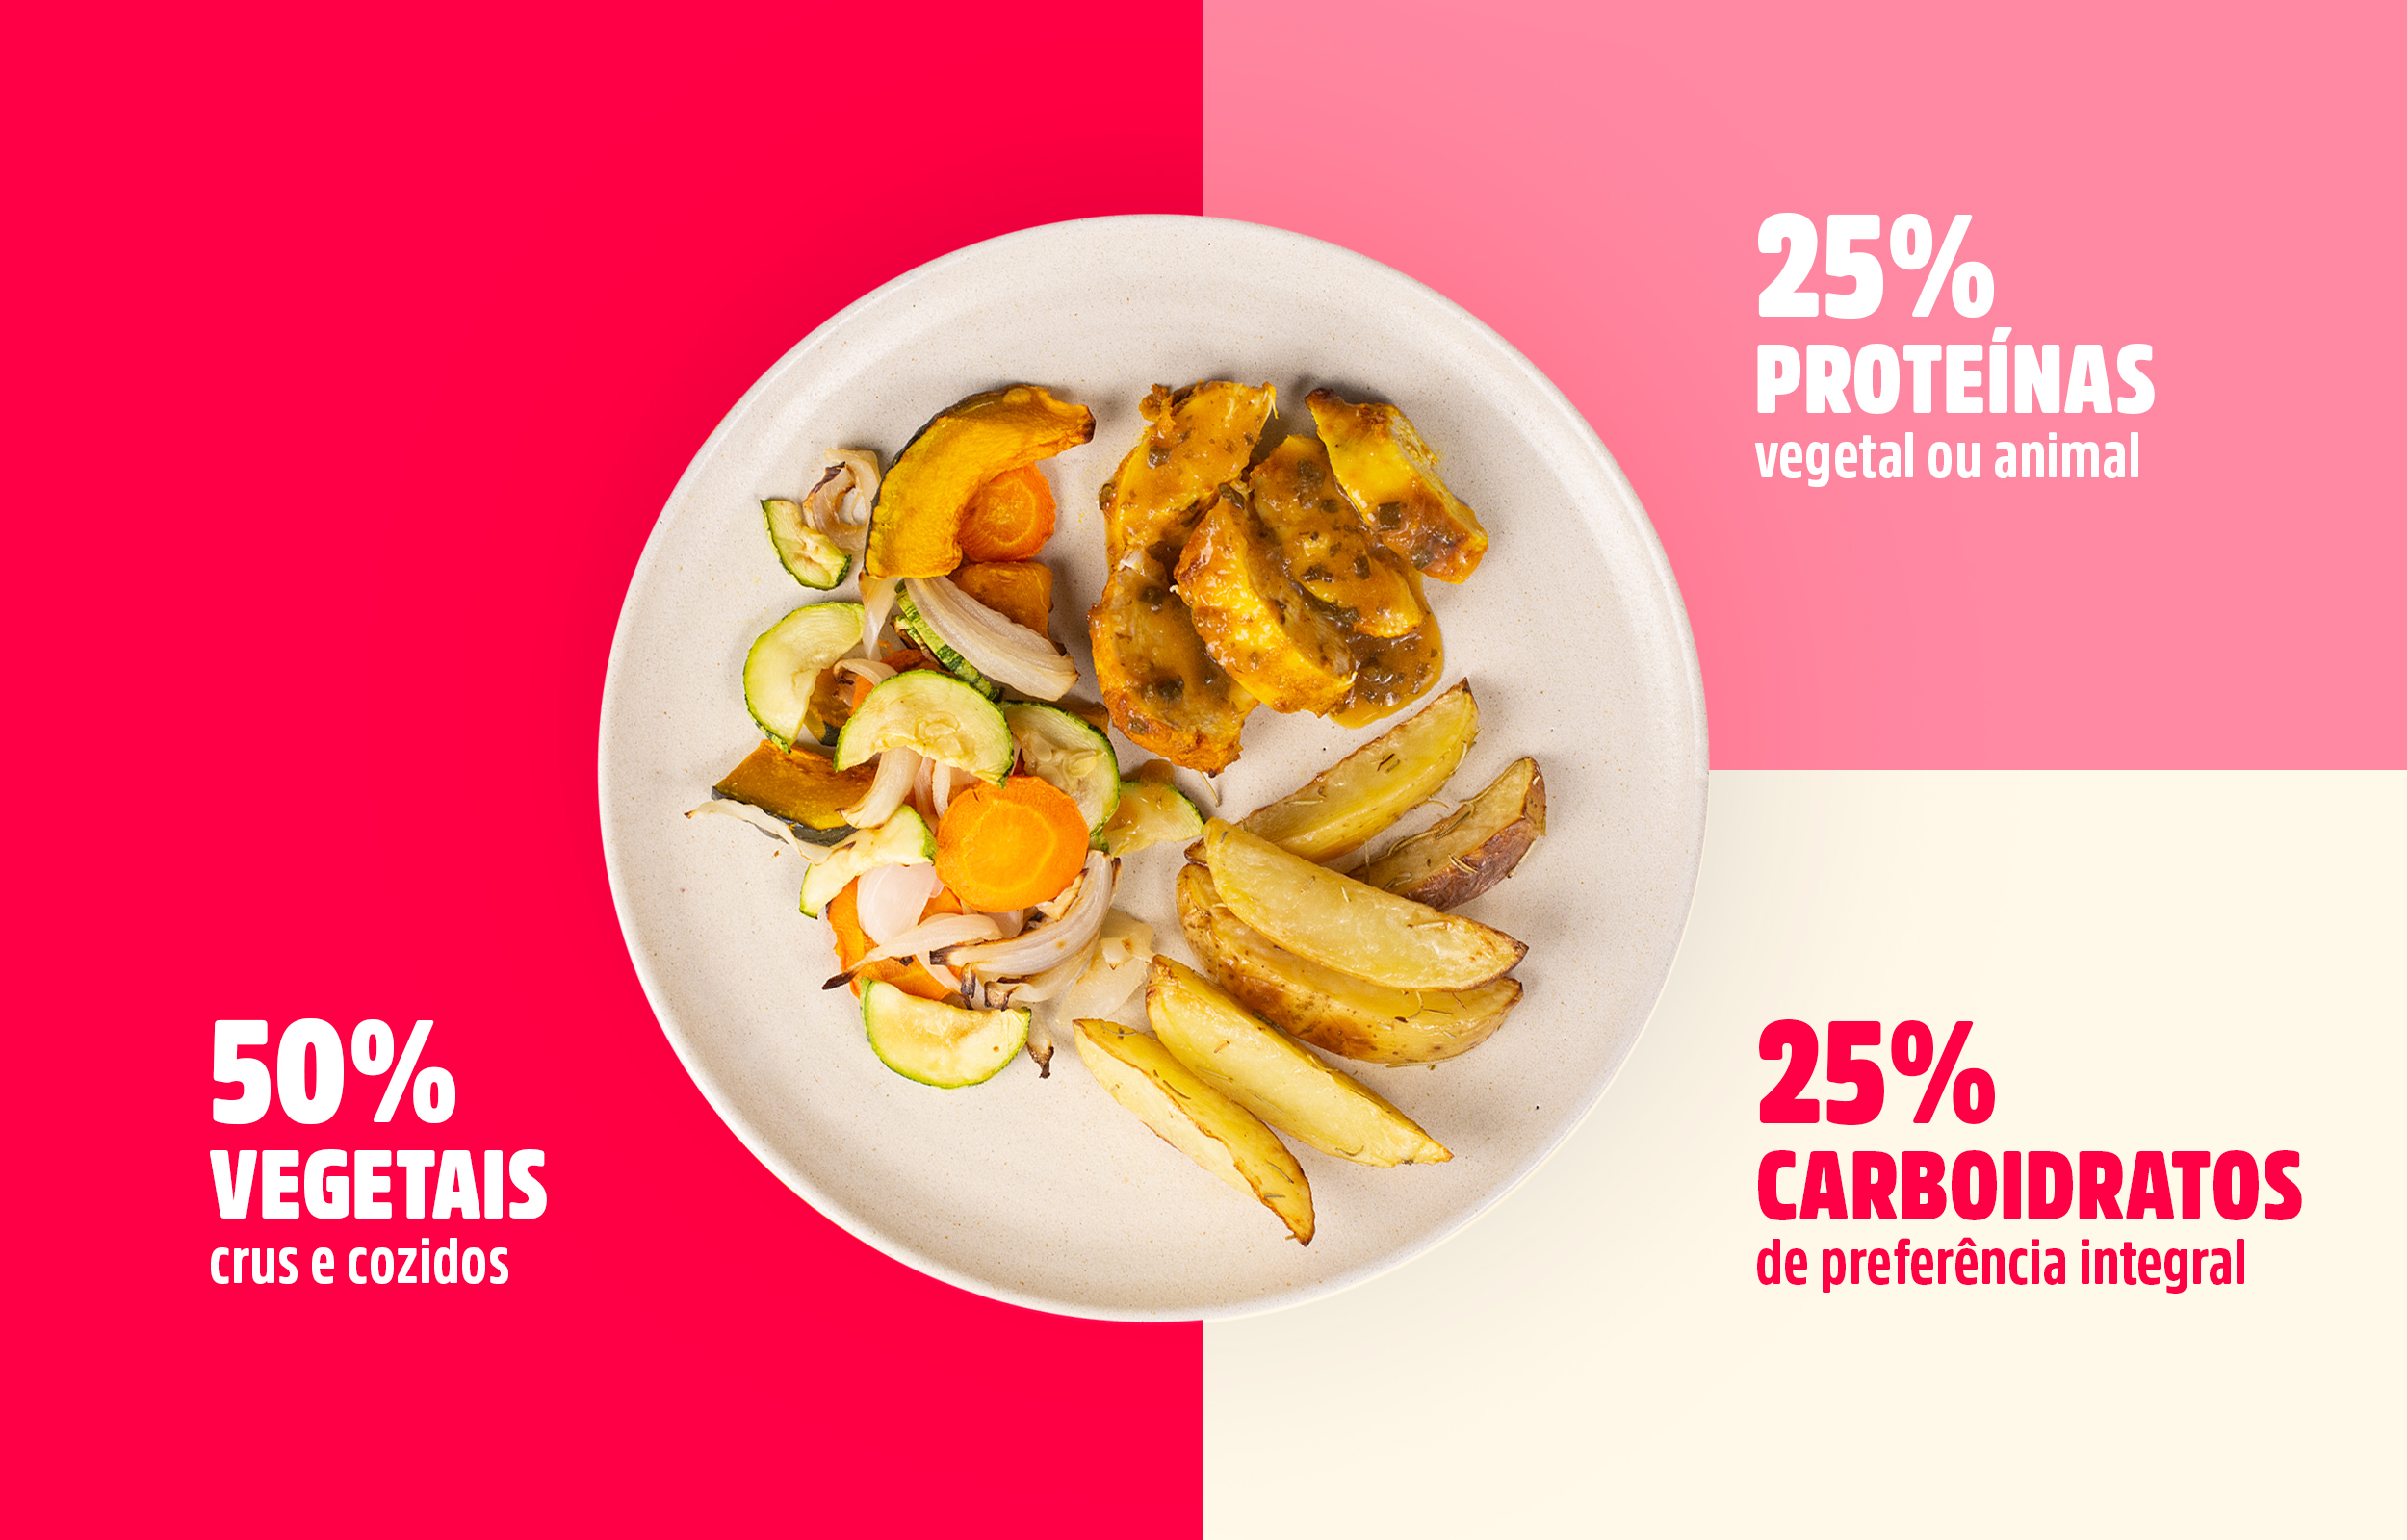 25%
PROTEÍNAS
vegetal ou animal
50%
VEGETAIS
crus e cozidos
25%
CARBOIDRATOS
de preferência integral